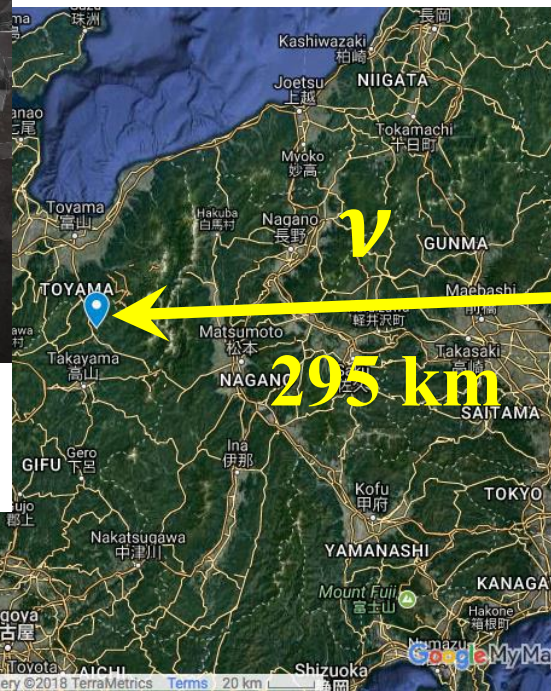 長岡
珠洲
Kashiwazaki
柏崎
Joetsu
上越
NIIGATA
anao
七尾
Tokamachi
十日町
Myoko
妙高
Toyama
富山
Hakuba
白馬村
Nagano
長野
ν
GUNMA
TOYAMA
Maebashi
前橋
軽井沢町
Matsumoto
松本
Takayama
高山
Takasaki
高崎
NAGANO
295 km
SAITAMA
Ina
伊那
Gero
下呂
GIFU
Kofu
甲府
TOKYO
郡上
Nakatsugawa
中津川
YAMANASHI
Mount Fuji
富士山
KANAGA
Hakone
箱根町
goya
古屋
Numazu
Google My Ma
Toyota
AICHI
Shizuoka
静岡
ery ©2018 TerraMetrics Terms 20 km